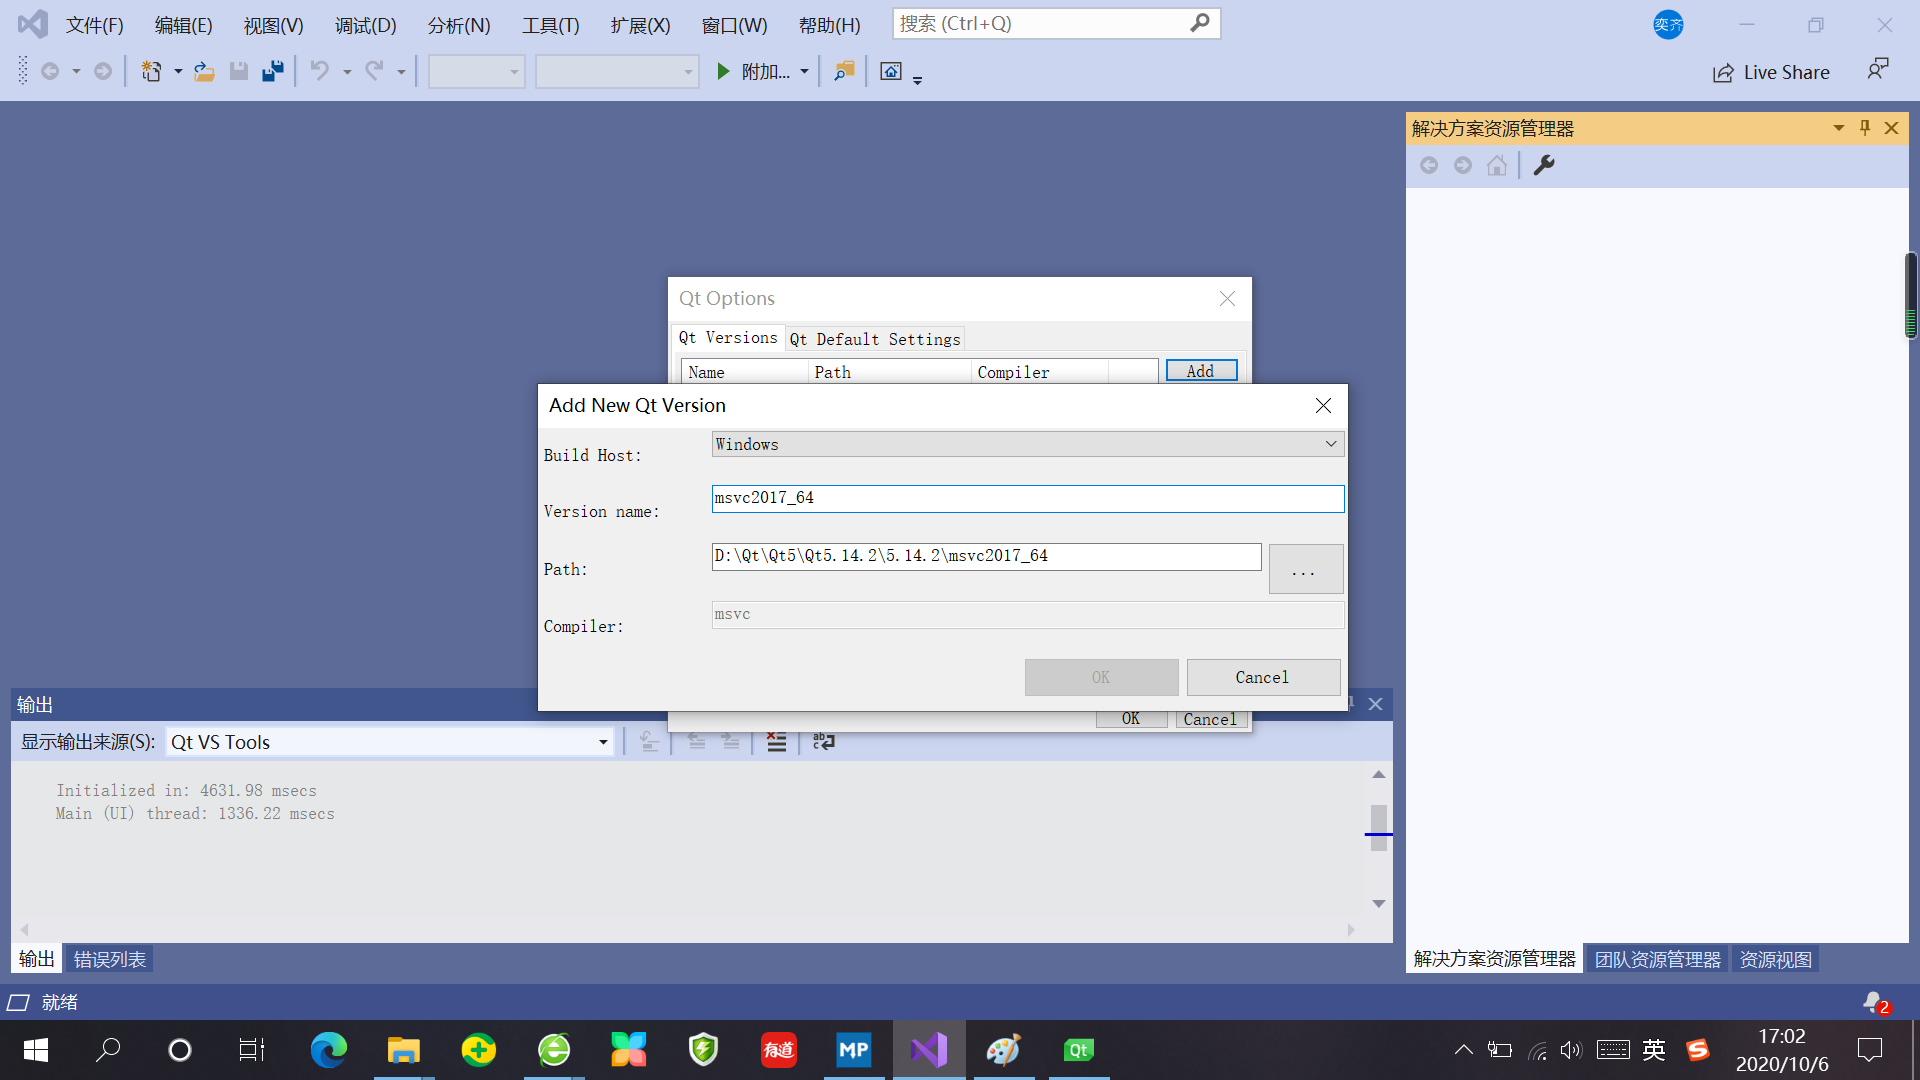 文件(F) 编辑(E) 视图(V) 调试(D) 分析(N) 工具(T) 扩展(X) 窗口(W) 帮助(H) 搜索 (Ctrl+Q) 奕齐
附加... Live Share
解决方案资源管理器
Qt Options
Qt Versions Qt Default Settings
Name Path Compiler Add
Add New Qt Version
Build Host: Windows
Version name: msvc2017_64
Path: D:\Qt\Qt5\Qt5.14.2\5.14.2\msvc2017_64 ...
Compiler: msvc
OK Cancel
OK Cancel
输出
显示输出来源(S): Qt VS Tools
Initialized in: 4631.98 msecs
Main (UI) thread: 1336.22 msecs
输出 错误列表
解决方案资源管理器 团队资源管理器 资源视图
就绪 2
有道 MP Qt 英 S
17:02
2020/10/6